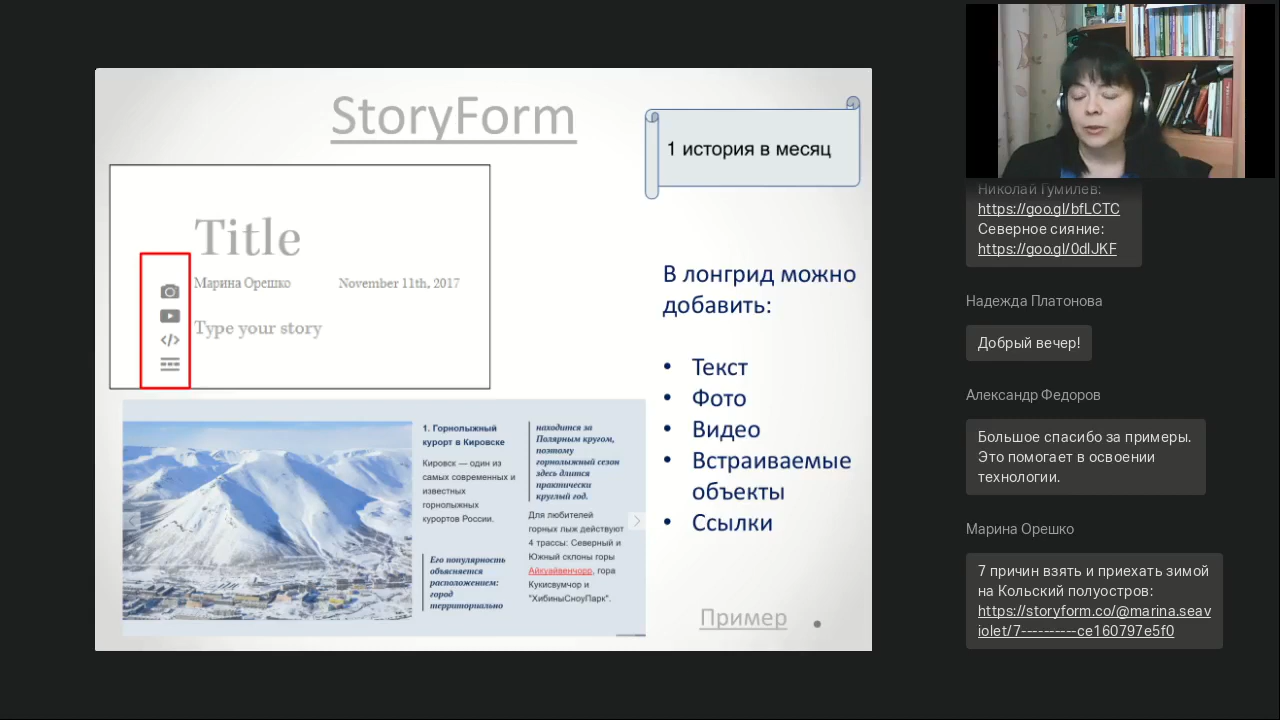 StoryForm
1 история в месяц
Title
Марина Орешко
November 11th, 2017
Type your story
В лонгрид можно
добавить:
• Текст
• Фото
• Видео
• Встраиваемые
объекты
• Ссылки
1. Горнолыжный
курорт в Кировске
Кировск — один из
самых современных и
известных
горнолыжных
курортов России.
Его популярность
объясняется
расположением:
город
территориально
находится за
Полярным кругом,
поэтому
горнолыжный сезон
здесь длится
практически
круглый год.
Для любителей
горных лыж действуют
4 трассы: Северный и
Южный склоны горы
Айкуайвенчорр, гора
Кукисвумчор и
"ХибиныСноуПарк".
Пример
Николай Гумилев:
https://goo.gl/bfLCTC
Северное сияние:
https://goo.gl/0dlJKF
Надежда Платонова
Добрый вечер!
Александр Федоров
Большое спасибо за примеры.
Это помогает в освоении
технологии.
Марина Орешко
7 причин взять и приехать зимой
на Кольский полуостров:
https://storyform.co/@marina.seav
iolet/7----------ce160797e5f0